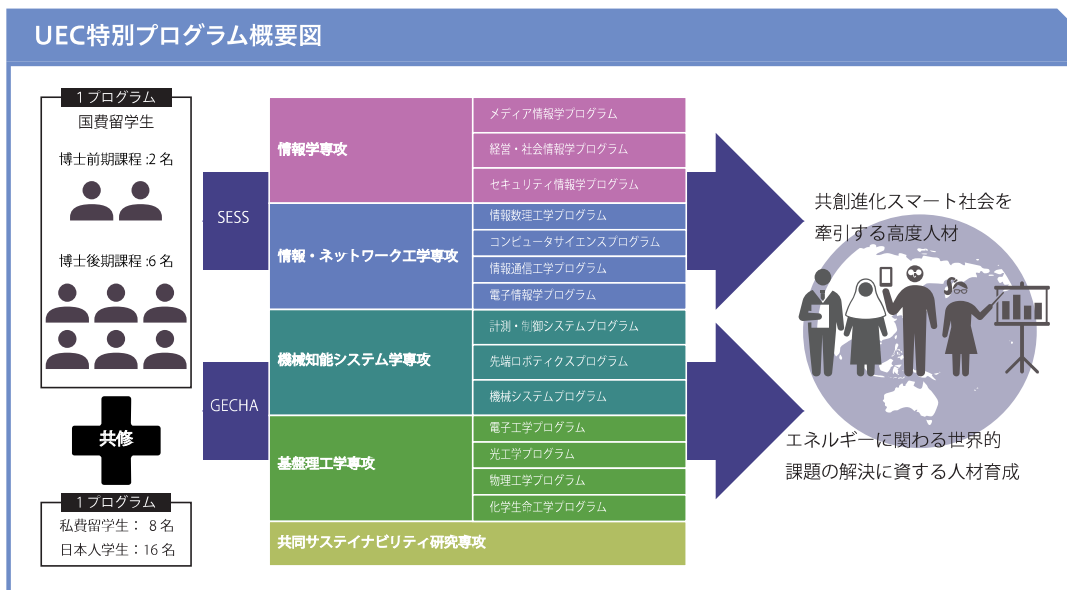 UEC特別プログラム概要図
1プログラム
国費留学生
博士前期課程:2名
博士後期課程:6名
共修
1プログラム
私費留学生： 8名
日本人学生：16名
SESS
GECHA
情報学専攻
メディア情報学プログラム
経営・社会情報学プログラム
セキュリティ情報学プログラム
情報・ネットワーク工学専攻
情報数理工学プログラム
コンピュータサイエンスプログラム
情報通信工学プログラム
電子情報学プログラム
機械知能システム学専攻
計測・制御システムプログラム
先端ロボティクスプログラム
機械システムプログラム
基盤理工学専攻
電子工学プログラム
光工学プログラム
物理工学プログラム
化学生命工学プログラム
共同サステイナビリティ研究専攻
共創進化スマート社会を
牽引する高度人材
エネルギーに関わる世界的
課題の解決に資する人材育成